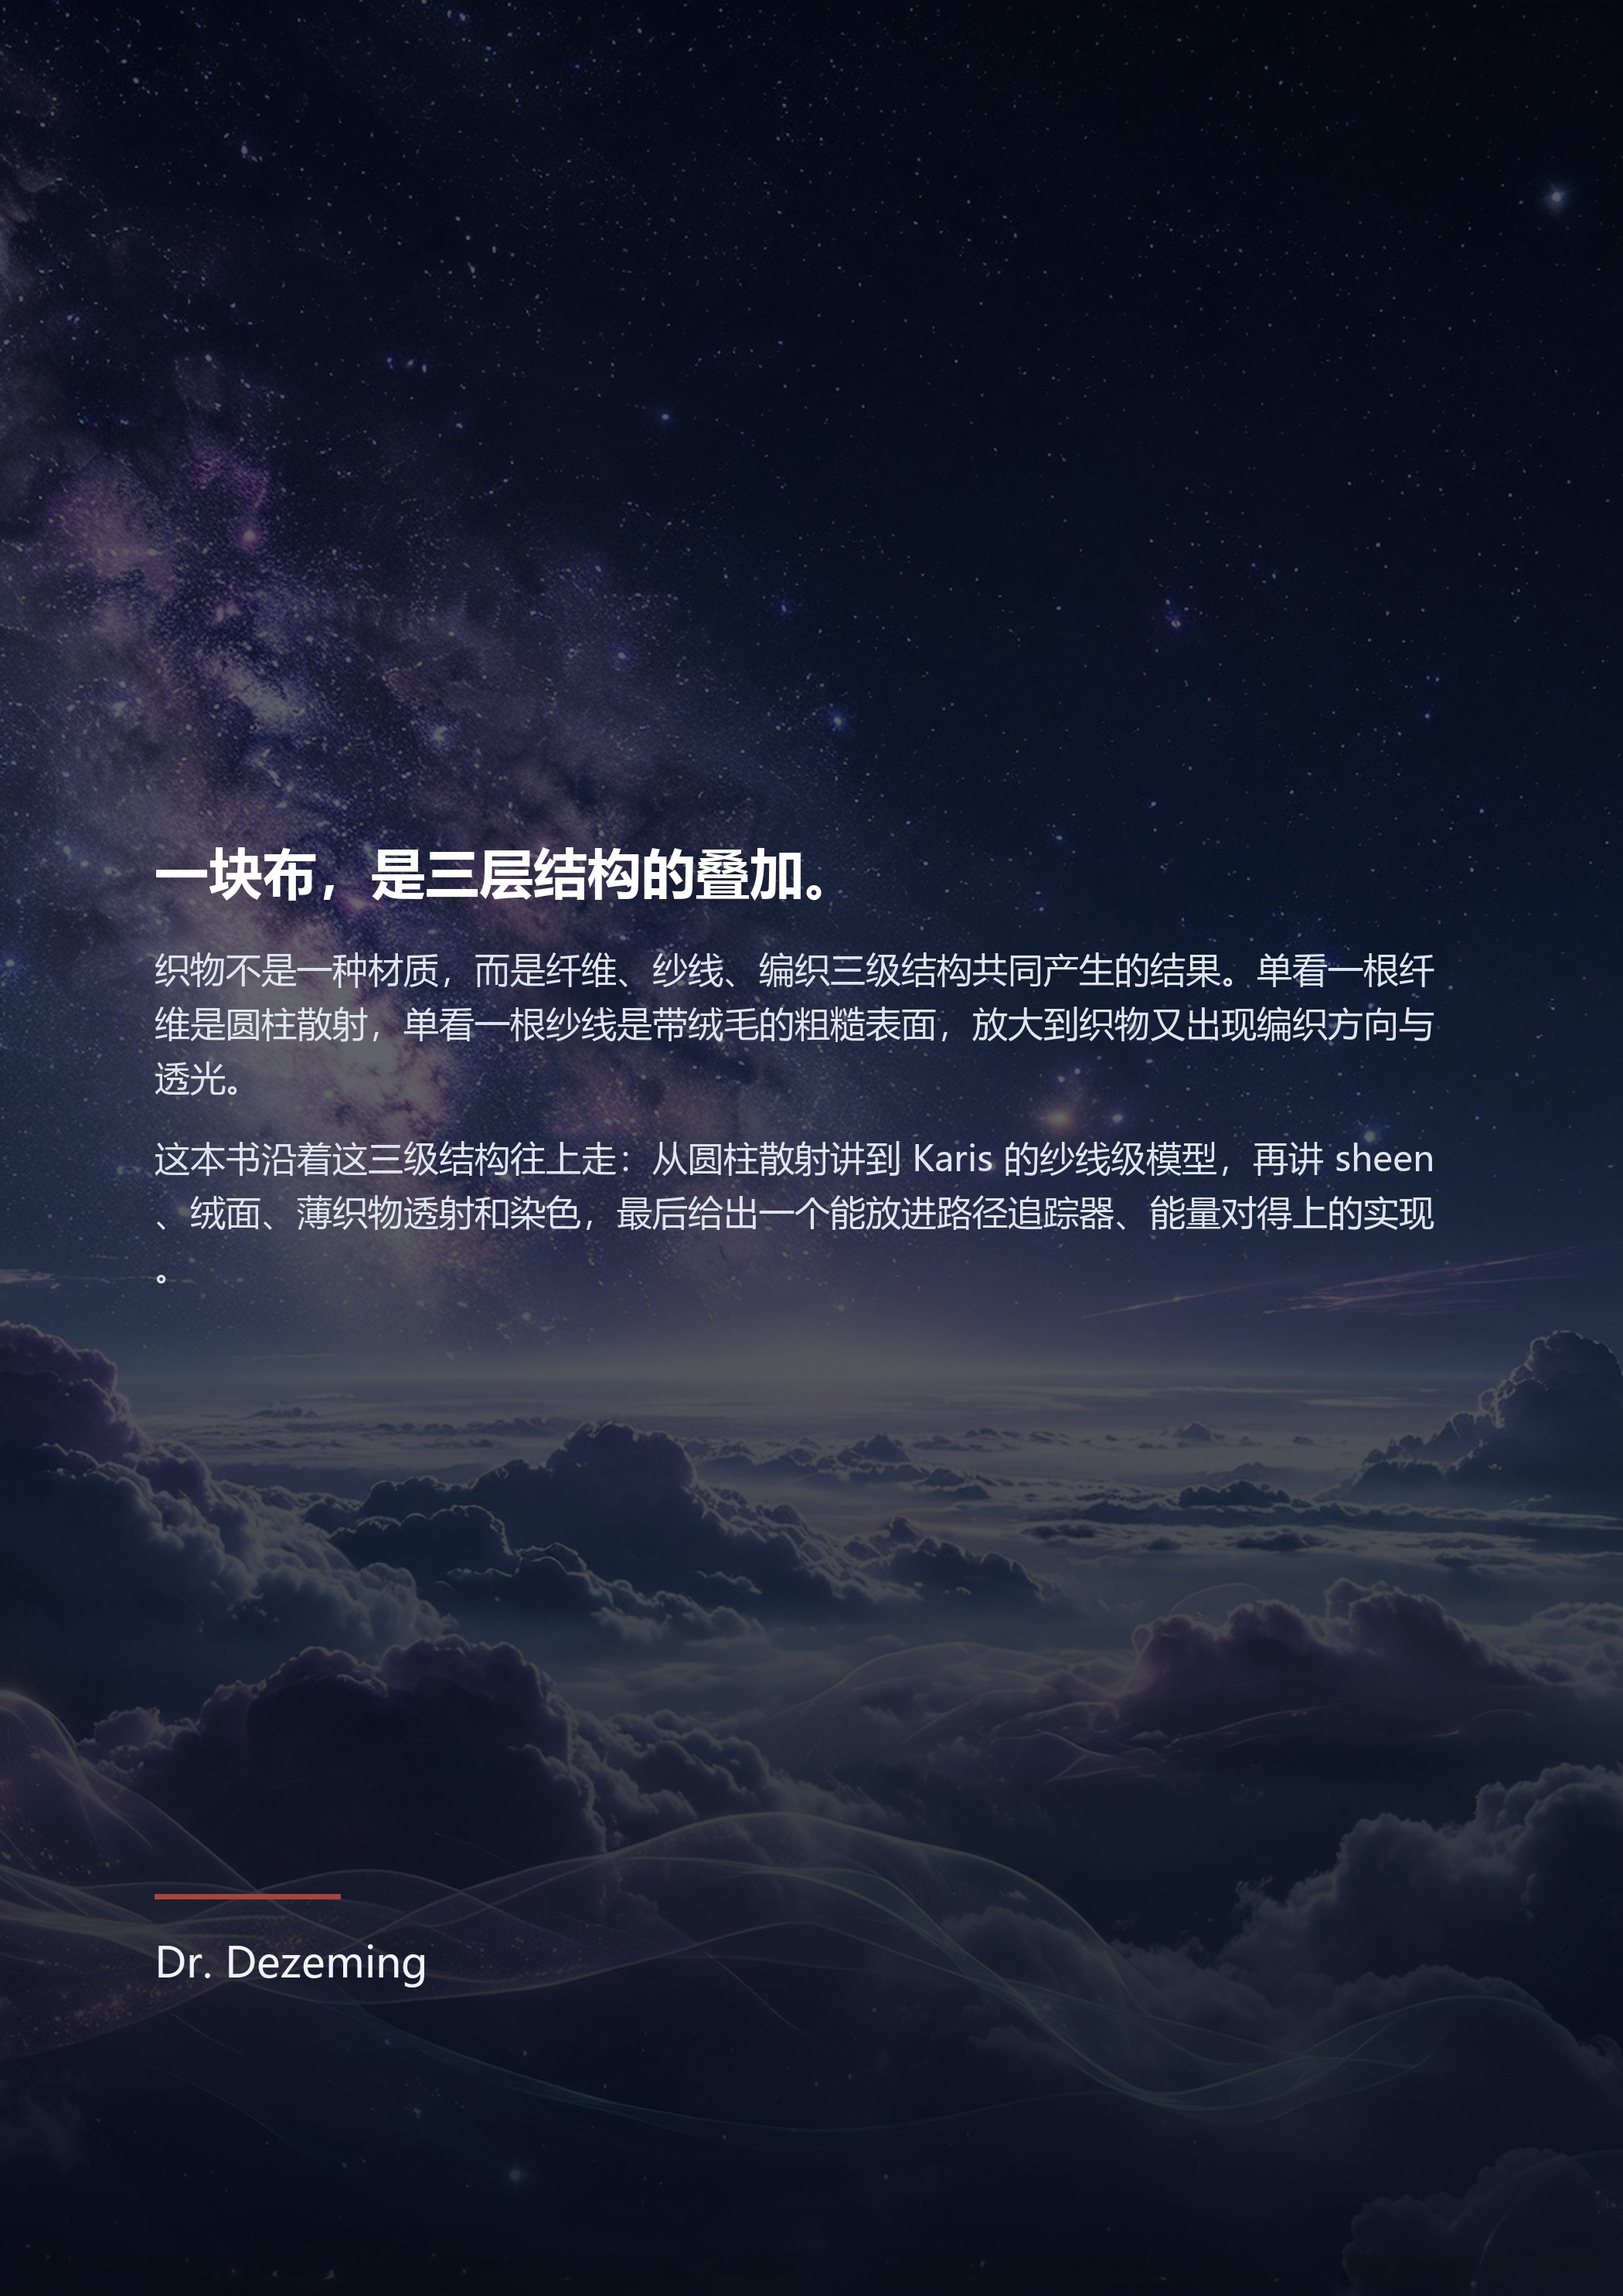 一块布，是三层结构的叠加。
织物不是一种材质，而是纤维、纱线、编织三级结构共同产生的结果。单看一根纤
维是圆柱散射，单看一根纱线是带绒毛的粗糙表面，放大到织物又出现编织方向与
透光。
这本书沿着这三级结构往上走：从圆柱散射讲到 Karis 的纱线级模型，再讲 sheen
、绒面、薄织物透射和染色，最后给出一个能放进路径追踪器、能量对得上的实现
。
Dr. Dezeming